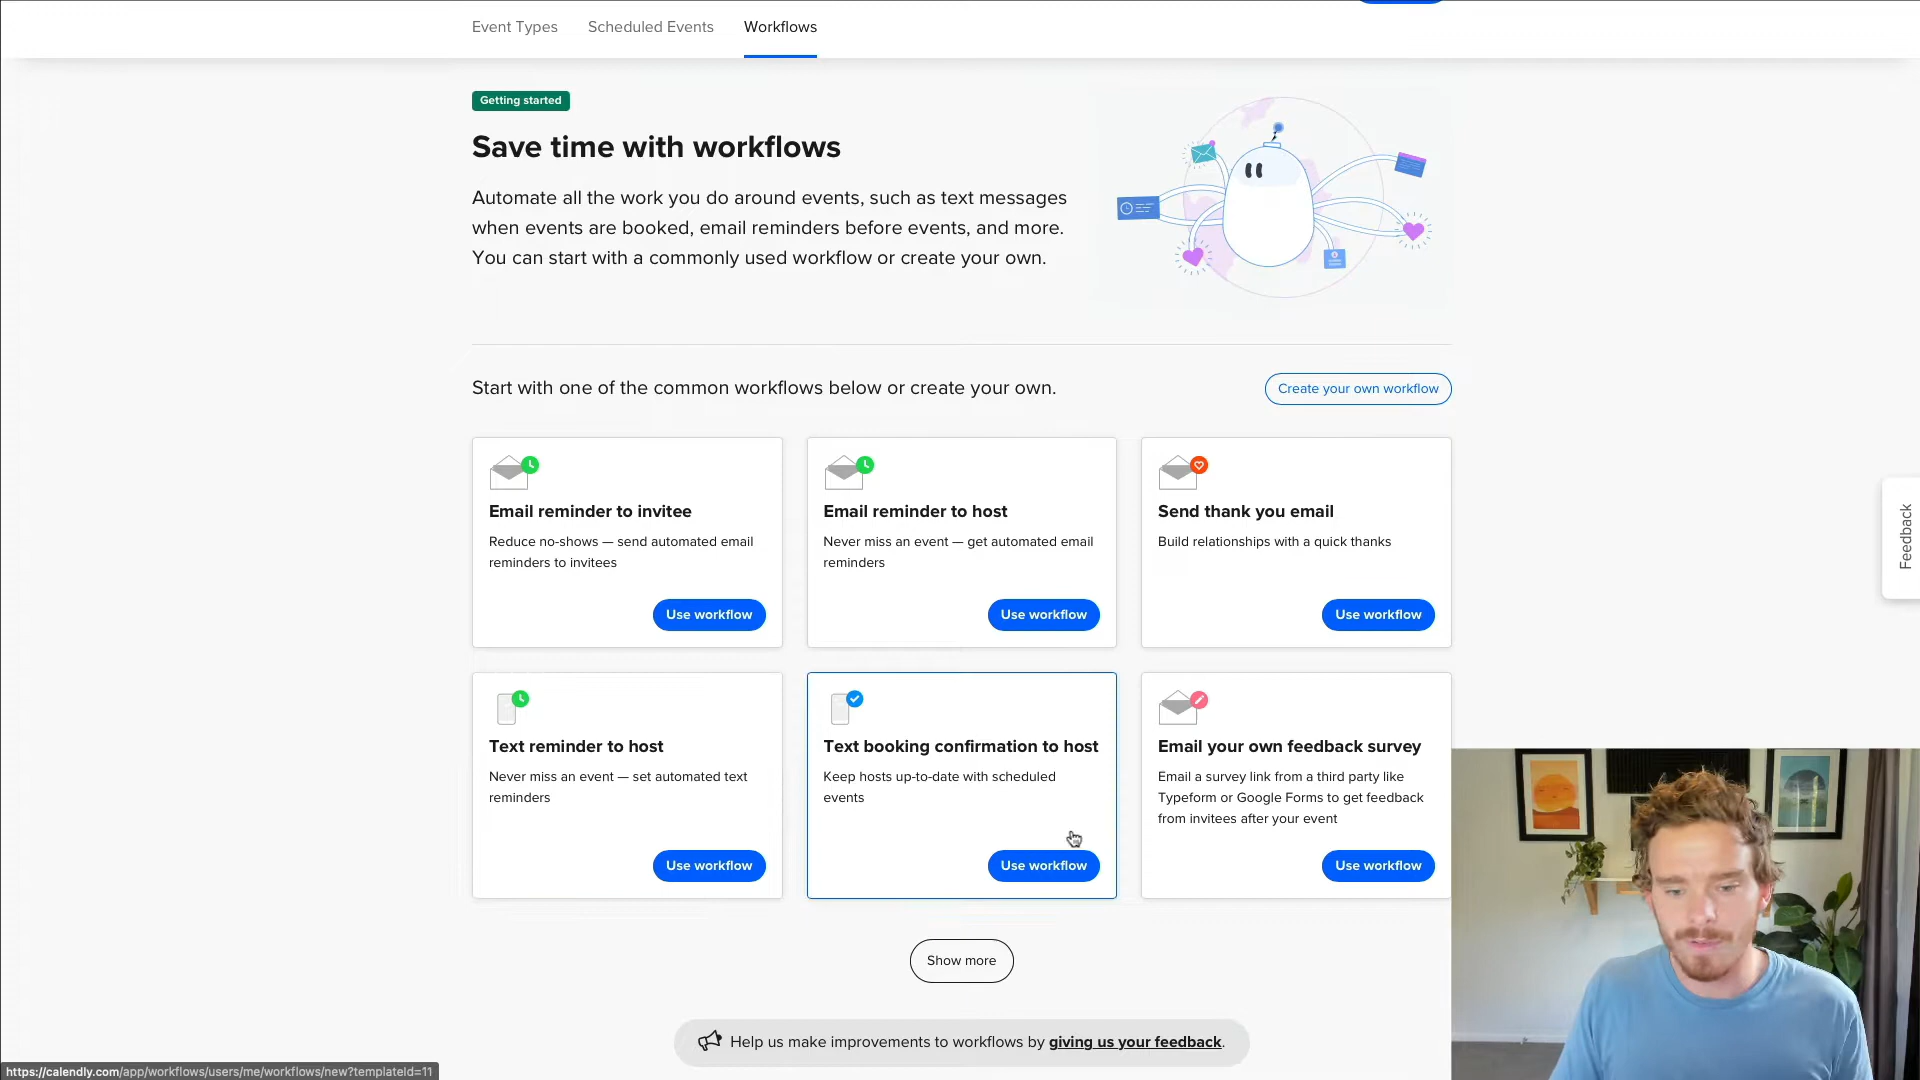 Event Types
Scheduled Events
Workflows
Getting started
Save time with workflows
Automate all the work you do around events, such as text messages
when events are booked, email reminders before events, and more.
You can start with a commonly used workflow or create your own.
Start with one of the common workflows below or create your own.
Create your own workflow
Email reminder to invitee
Reduce no-shows — send automated email
reminders to invitees
Use workflow
Email reminder to host
Never miss an event — get automated email
reminders
Use workflow
Send thank you email
Build relationships with a quick thanks
Use workflow
Feedback
Text reminder to host
Never miss an event — set automated text
reminders
Use workflow
Text booking confirmation to host
Keep hosts up-to-date with scheduled
events
Use workflow
Email your own feedback survey
Email a survey link from a third party like
Typeform or Google Forms to get feedback
from invitees after your event
Use workflow
Show more
Help us make improvements to workflows by giving us your feedback.
https://calendly.com/app/workflows/users/me/workflows/new?templateId=11